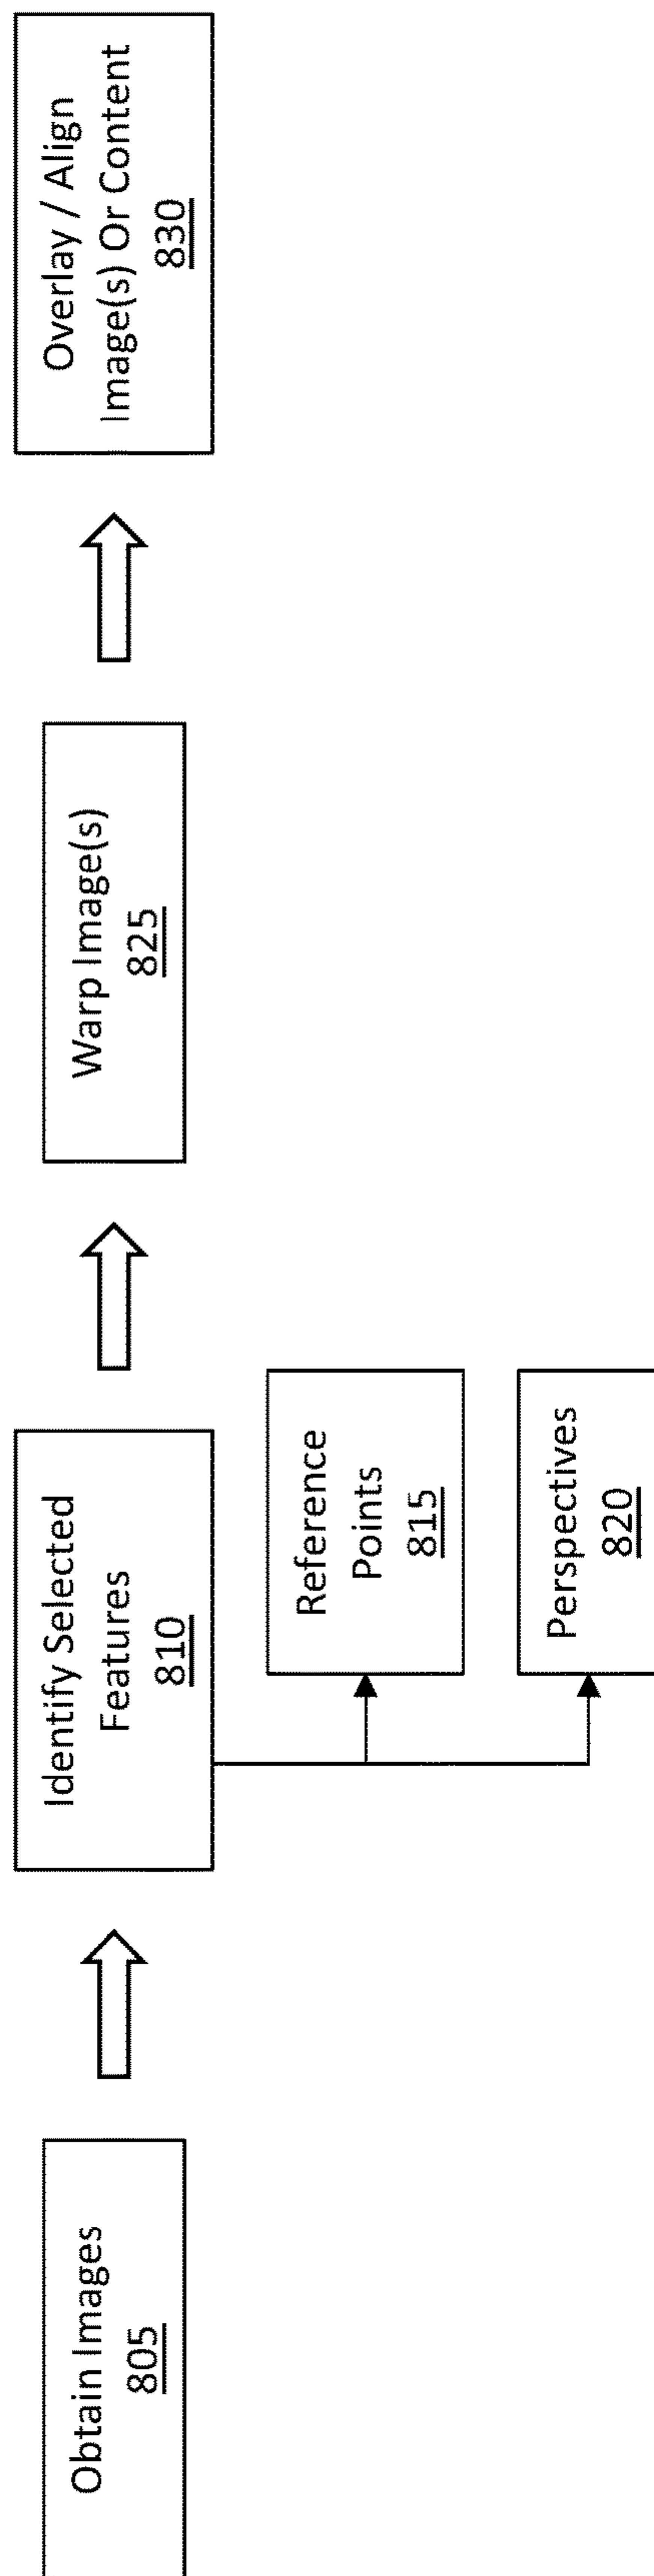 Obtain Images
805
Identify Selected
Features
810
Reference
Points
815
Perspectives
820
Warp Image(s)
825
Overlay / Align
Image(s) Or Content
830